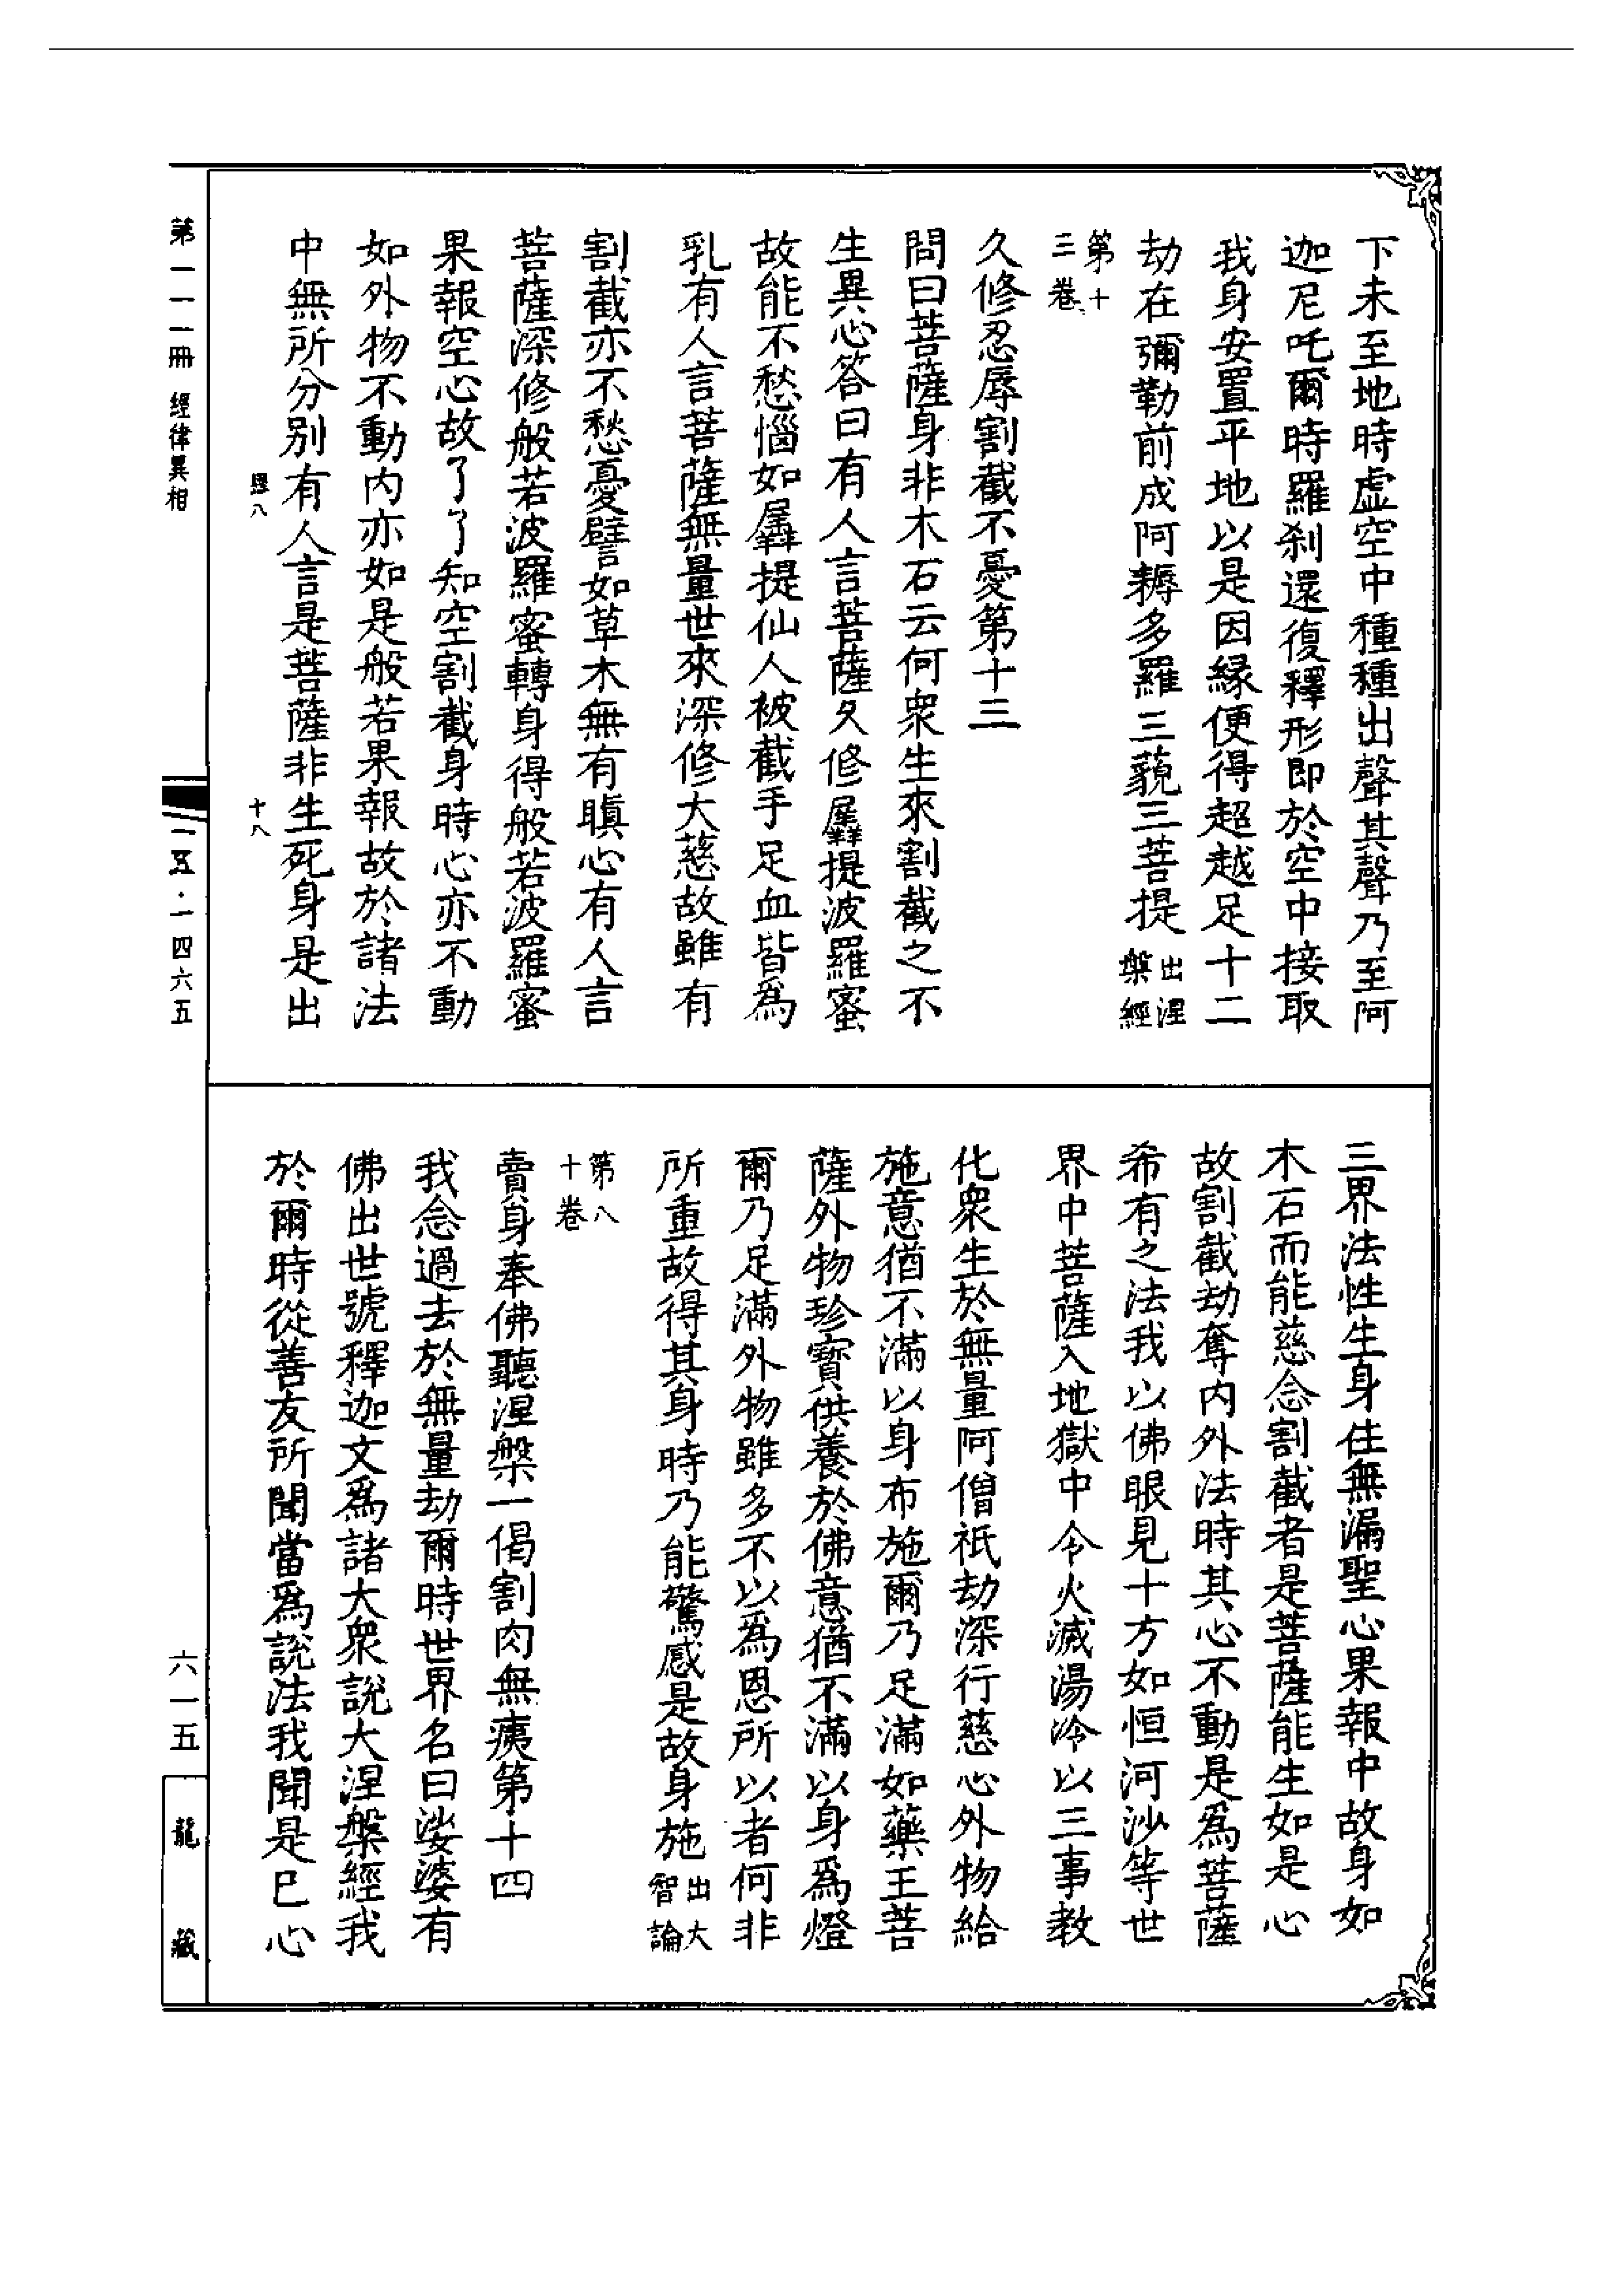 下未至地時虛空中種種出聲其聲乃至阿
迦尼吒爾時羅刹還復釋形即於空中接取
我身安置平地以是因緣便得超越足十二
劫在彌勒前成阿耨多羅三藐三菩提出涅槃經
第十三卷
久修忍辱割截不憂第十三
問曰菩薩身非木石云何衆生來割截之不
生異心答曰有人言菩薩久修羼提波羅蜜
故能不愁惱如羼提仙人被截手足血皆爲
乳有人言菩薩無量世來深修大慈故雖有
割截亦不愁憂譬如草木無有瞋心有人言
菩薩深修般若波羅蜜轉身得般若波羅蜜
果報空心故了了知空割截身時心亦不動
如外物不動内亦如是般若果報故於諸法
中無所分別有人言是菩薩非生死身是出
三界法性生身住無漏聖心果報中故身如
木石而能慈念割截者是菩薩能生如是心
故割截劫奪内外法時其心不動是爲菩薩
希有之法我以佛眼見十方如恒河沙等世
界中菩薩入地獄中令火滅湯冷以三事教
化衆生於無量阿僧祇劫深行慈心外物給
施意猶不滿以身布施爾乃足滿如藥王菩
薩外物珍寶供養於佛意猶不滿以身爲燈
爾乃足滿外物雖多不以爲恩所以者何非
所重故得其身時乃能驚感是故身施出大智論
第八十卷
賣身奉佛聽涅槃一偈割肉無痍第十四
我念過去於無量劫爾時世界名曰娑婆有
佛出世號釋迦文爲諸大衆說大涅槃經我
於爾時從善友所聞當爲說法我聞是已心
第一一一冊 經律異相
十八
一五·一四六五
六一五
龍藏